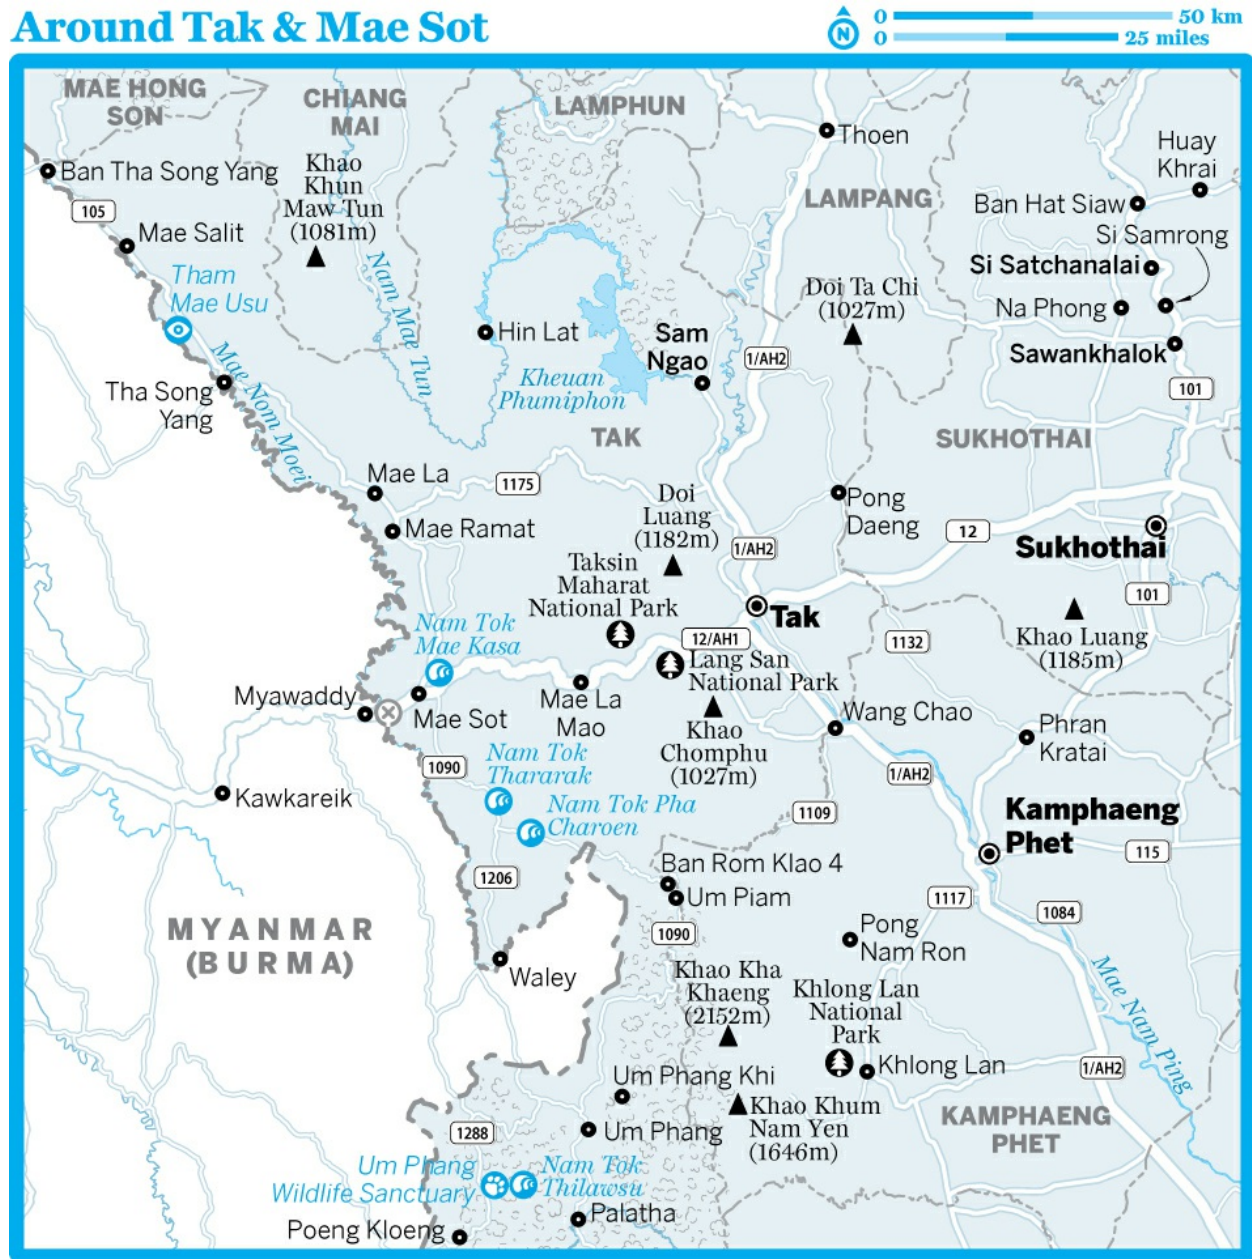 Around Tak & Mae Sot
N
0 50 km
0 25 miles
MAE HONG
SON
CHIANG
MAI
LAMPHUN
Thoen
Huay
Khrai
Ban Tha Song Yang
Khao
Khun
Maw Tun
(1081m)
LAMPANG
Ban Hat Siaw
105
Mae Salit
Si Samrong
Tham
Mae Usu
Nam Mae Tun
Si Satchanalai
Doi Ta Chi
(1027m)
Na Phong
Hin Lat
Sam
Ngao
1/AH2
Sawankhalok
Mae Nom Moei
Tha Song
Yang
Kheuan
Phumiphon
101
TAK
SUKHOTHAI
Mae La
1175
Doi
Luang
(1182m)
Pong
Daeng
Mae Ramat
12
Sukhothai
1/AH2
Taksin
Maharat
National Park
101
Tak
Nam Tok
Mae Kasa
12/AH1
1132
Khao Luang
(1185m)
Lang San
National Park
Myawaddy
Mae Sot
Mae La
Mao
Khao
Chomphu
(1027m)
Wang Chao
Phran
Kratai
Nam Tok
Thararak
1090
1/AH2
Kawkareik
Nam Tok Pha
Charoen
1109
Kamphaeng
Phet
115
Ban Rom Klao 4
1206
Um Piam
1117
1084
MYANMAR
(BURMA)
1090
Pong
Nam Ron
Waley
Khao Kha
Khaeng
(2152m)
Khlong Lan
National
Park
Mae Nam Ping
Khlong Lan
1/AH2
Um Phang Khi
Khao Khum
Nam Yen
(1646m)
KAMPHAENG
PHET
1288
Um Phang
Um Phang
Wildlife Sanctuary
Nam Tok
Thilawsu
Palatha
Poeng Kloeng